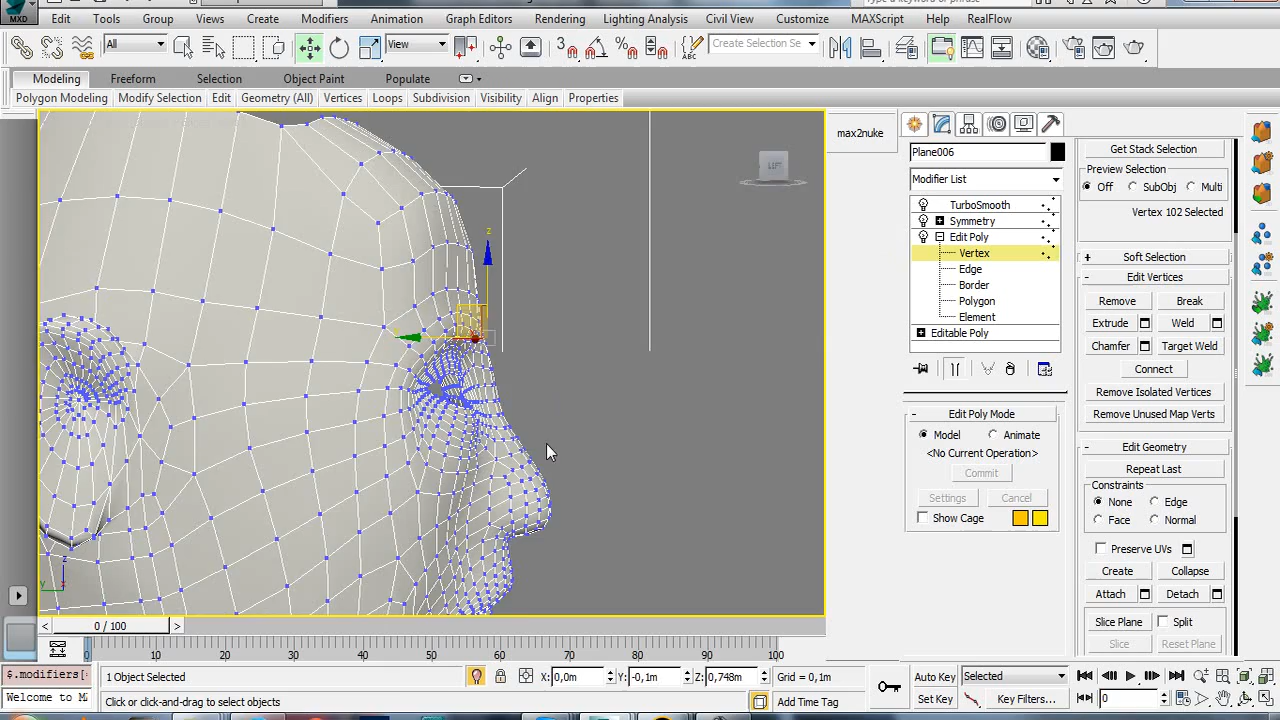 MXD
Edit Tools Group Views Create Modifiers Animation Graph Editors Rendering Lighting Analysis Civil View Customize MAXScript Help RealFlow
All View 3 ABC Create Selection Se
Modeling Freeform Selection Object Paint Populate
Polygon Modeling Modify Selection Edit Geometry (All) Vertices Loops Subdivision Visibility Align Properties
max2nuke
LEFT
z
Plane006
Modifier List
TurboSmooth
Symmetry
Edit Poly
Vertex
Edge
Border
Polygon
Element
Editable Poly
- Edit Poly Mode
Model Animate
<No Current Operation>
Commit
Settings Cancel
Show Cage
Get Stack Selection
Preview Selection
Off SubObj Multi
Vertex 102 Selected
+ Soft Selection
- Edit Vertices
Remove Break
Extrude Weld
Chamfer Target Weld
Connect
Remove Isolated Vertices
Remove Unused Map Verts
- Edit Geometry
Repeat Last
Constraints
None Edge
Face Normal
Preserve UVs
Create Collapse
Attach Detach
Slice Plane Split
Slice Reset Plane
z
y x
< 0 / 100 >
0 10 20 30 40 50 60 70 80 90 100
$.modifiers[
Welcome to M
1 Object Selected
Click or click-and-drag to select objects
X: 0,0m Y: -0,1m Z: 0,748m Grid = 0,1m
Add Time Tag
Auto Key Selected
Set Key Key Filters...
0